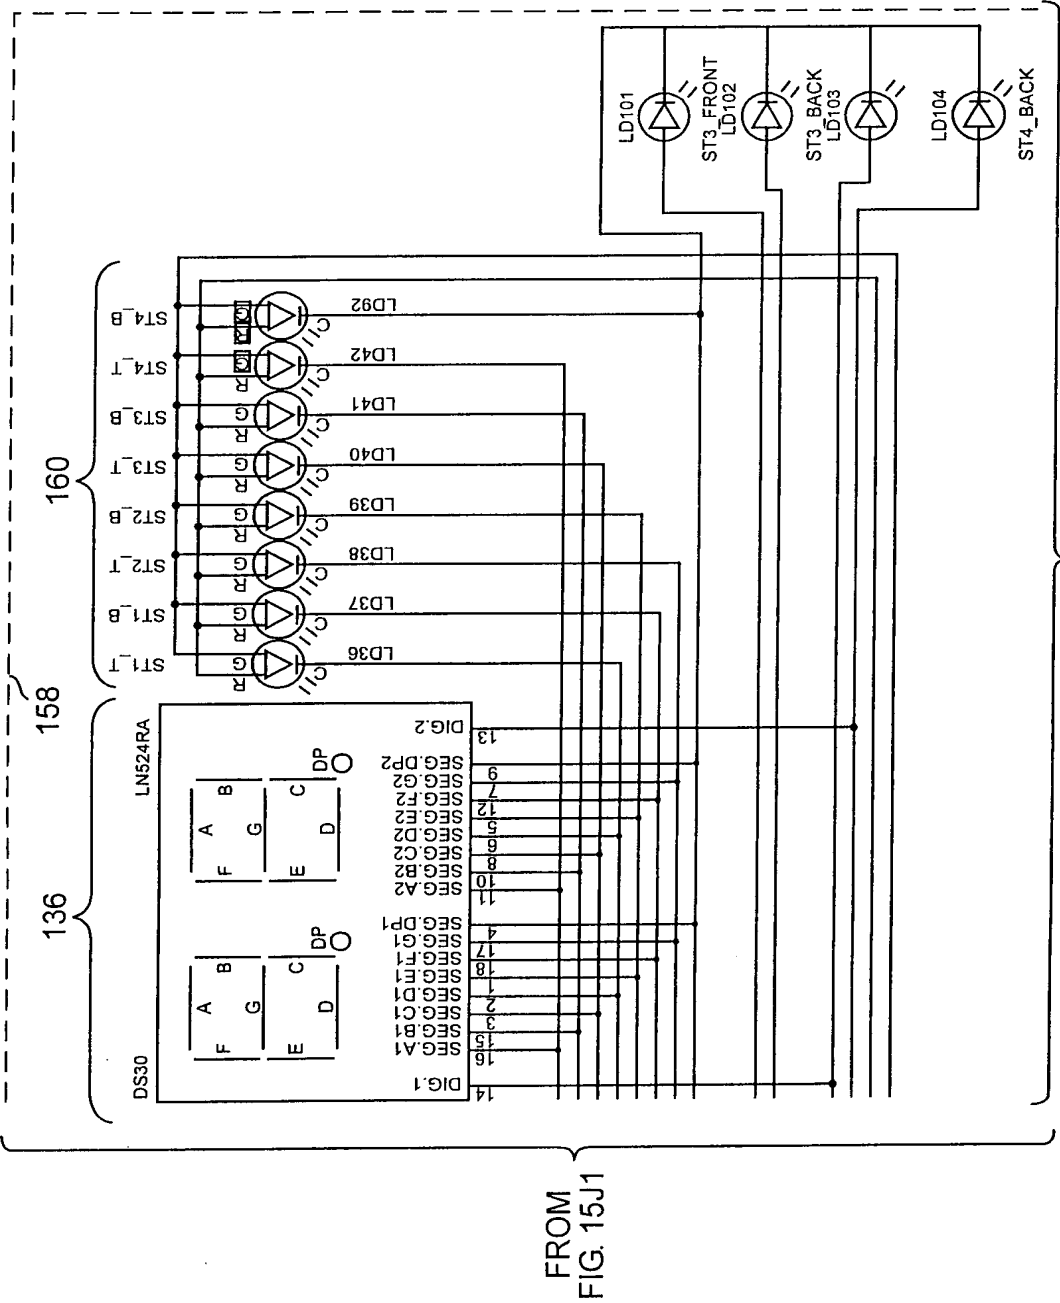 158
136
160
DS30
LN524RA
A
B
F
G
E
C
D
DP
A
B
F
G
E
C
D
DP
DIG.1
14
SEG.A1
16
SEG.B1
15
SEG.C1
3
SEG.D1
2
SEG.E1
1
SEG.F1
18
SEG.G1
17
SEG.DP1
4
SEG.A2
11
SEG.B2
10
SEG.C2
8
SEG.D2
6
SEG.E2
5
SEG.F2
12
SEG.G2
7
SEG.DP2
9
DIG.2
13
ST1_T
R G
C
LD36
ST1_B
R G
C
LD37
ST2_T
R G
C
LD38
ST2_B
R G
C
LD39
ST3_T
R G
C
LD40
ST3_B
R G
C
LD41
ST4_T
R G
C
LD42
ST4_B
R G
C
LD92
LD101
ST3_FRONT
LD102
ST3_BACK
LD103
LD104
ST4_BACK
FROM
FIG. 15J1